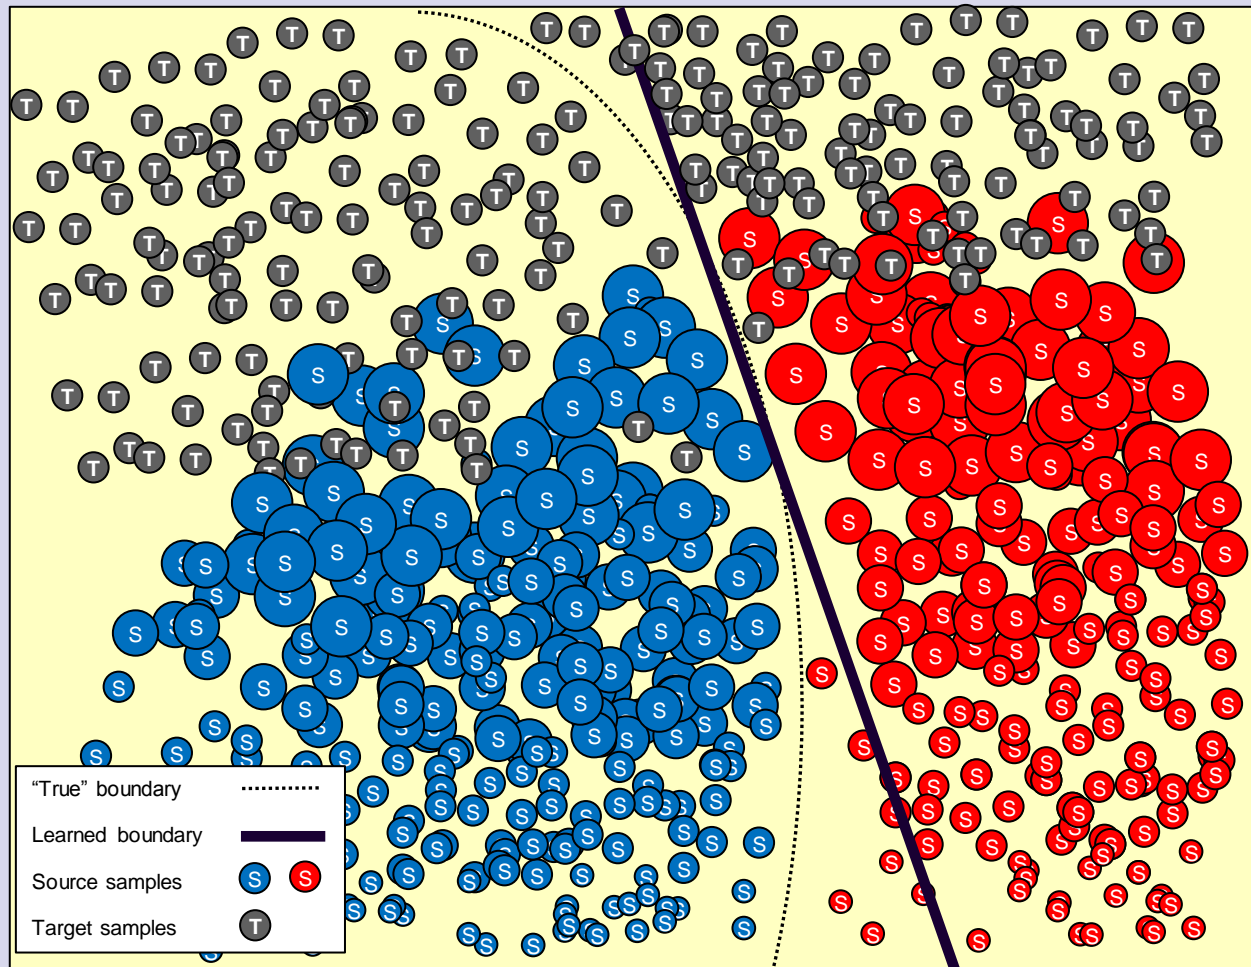 “True” boundary
Learned boundary
Source samples S S
Target samples T